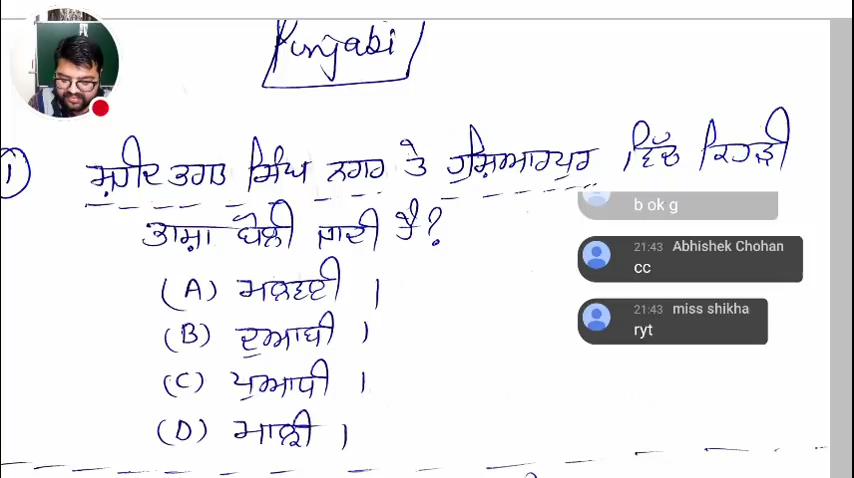 Punjabi
① ਸ਼ਹੀਦ ਭਗਤ ਸਿੰਘ ਨਗਰ ਤੇ ਹੁਸ਼ਿਆਰਪੁਰ ਵਿੱਚ ਕਿਹੜੀ
ਭਾਸ਼ਾ ਬੋਲੀ ਜਾਂਦੀ ਹੈ?
(A) ਮਲਵਈ ।
(B) ਦੁਆਬੀ ।
(C) ਪੁਆਧੀ ।
(D) ਮਾਝੀ ।
b ok g
21:43 Abhishek Chohan
cc
21:43 miss shikha
ryt